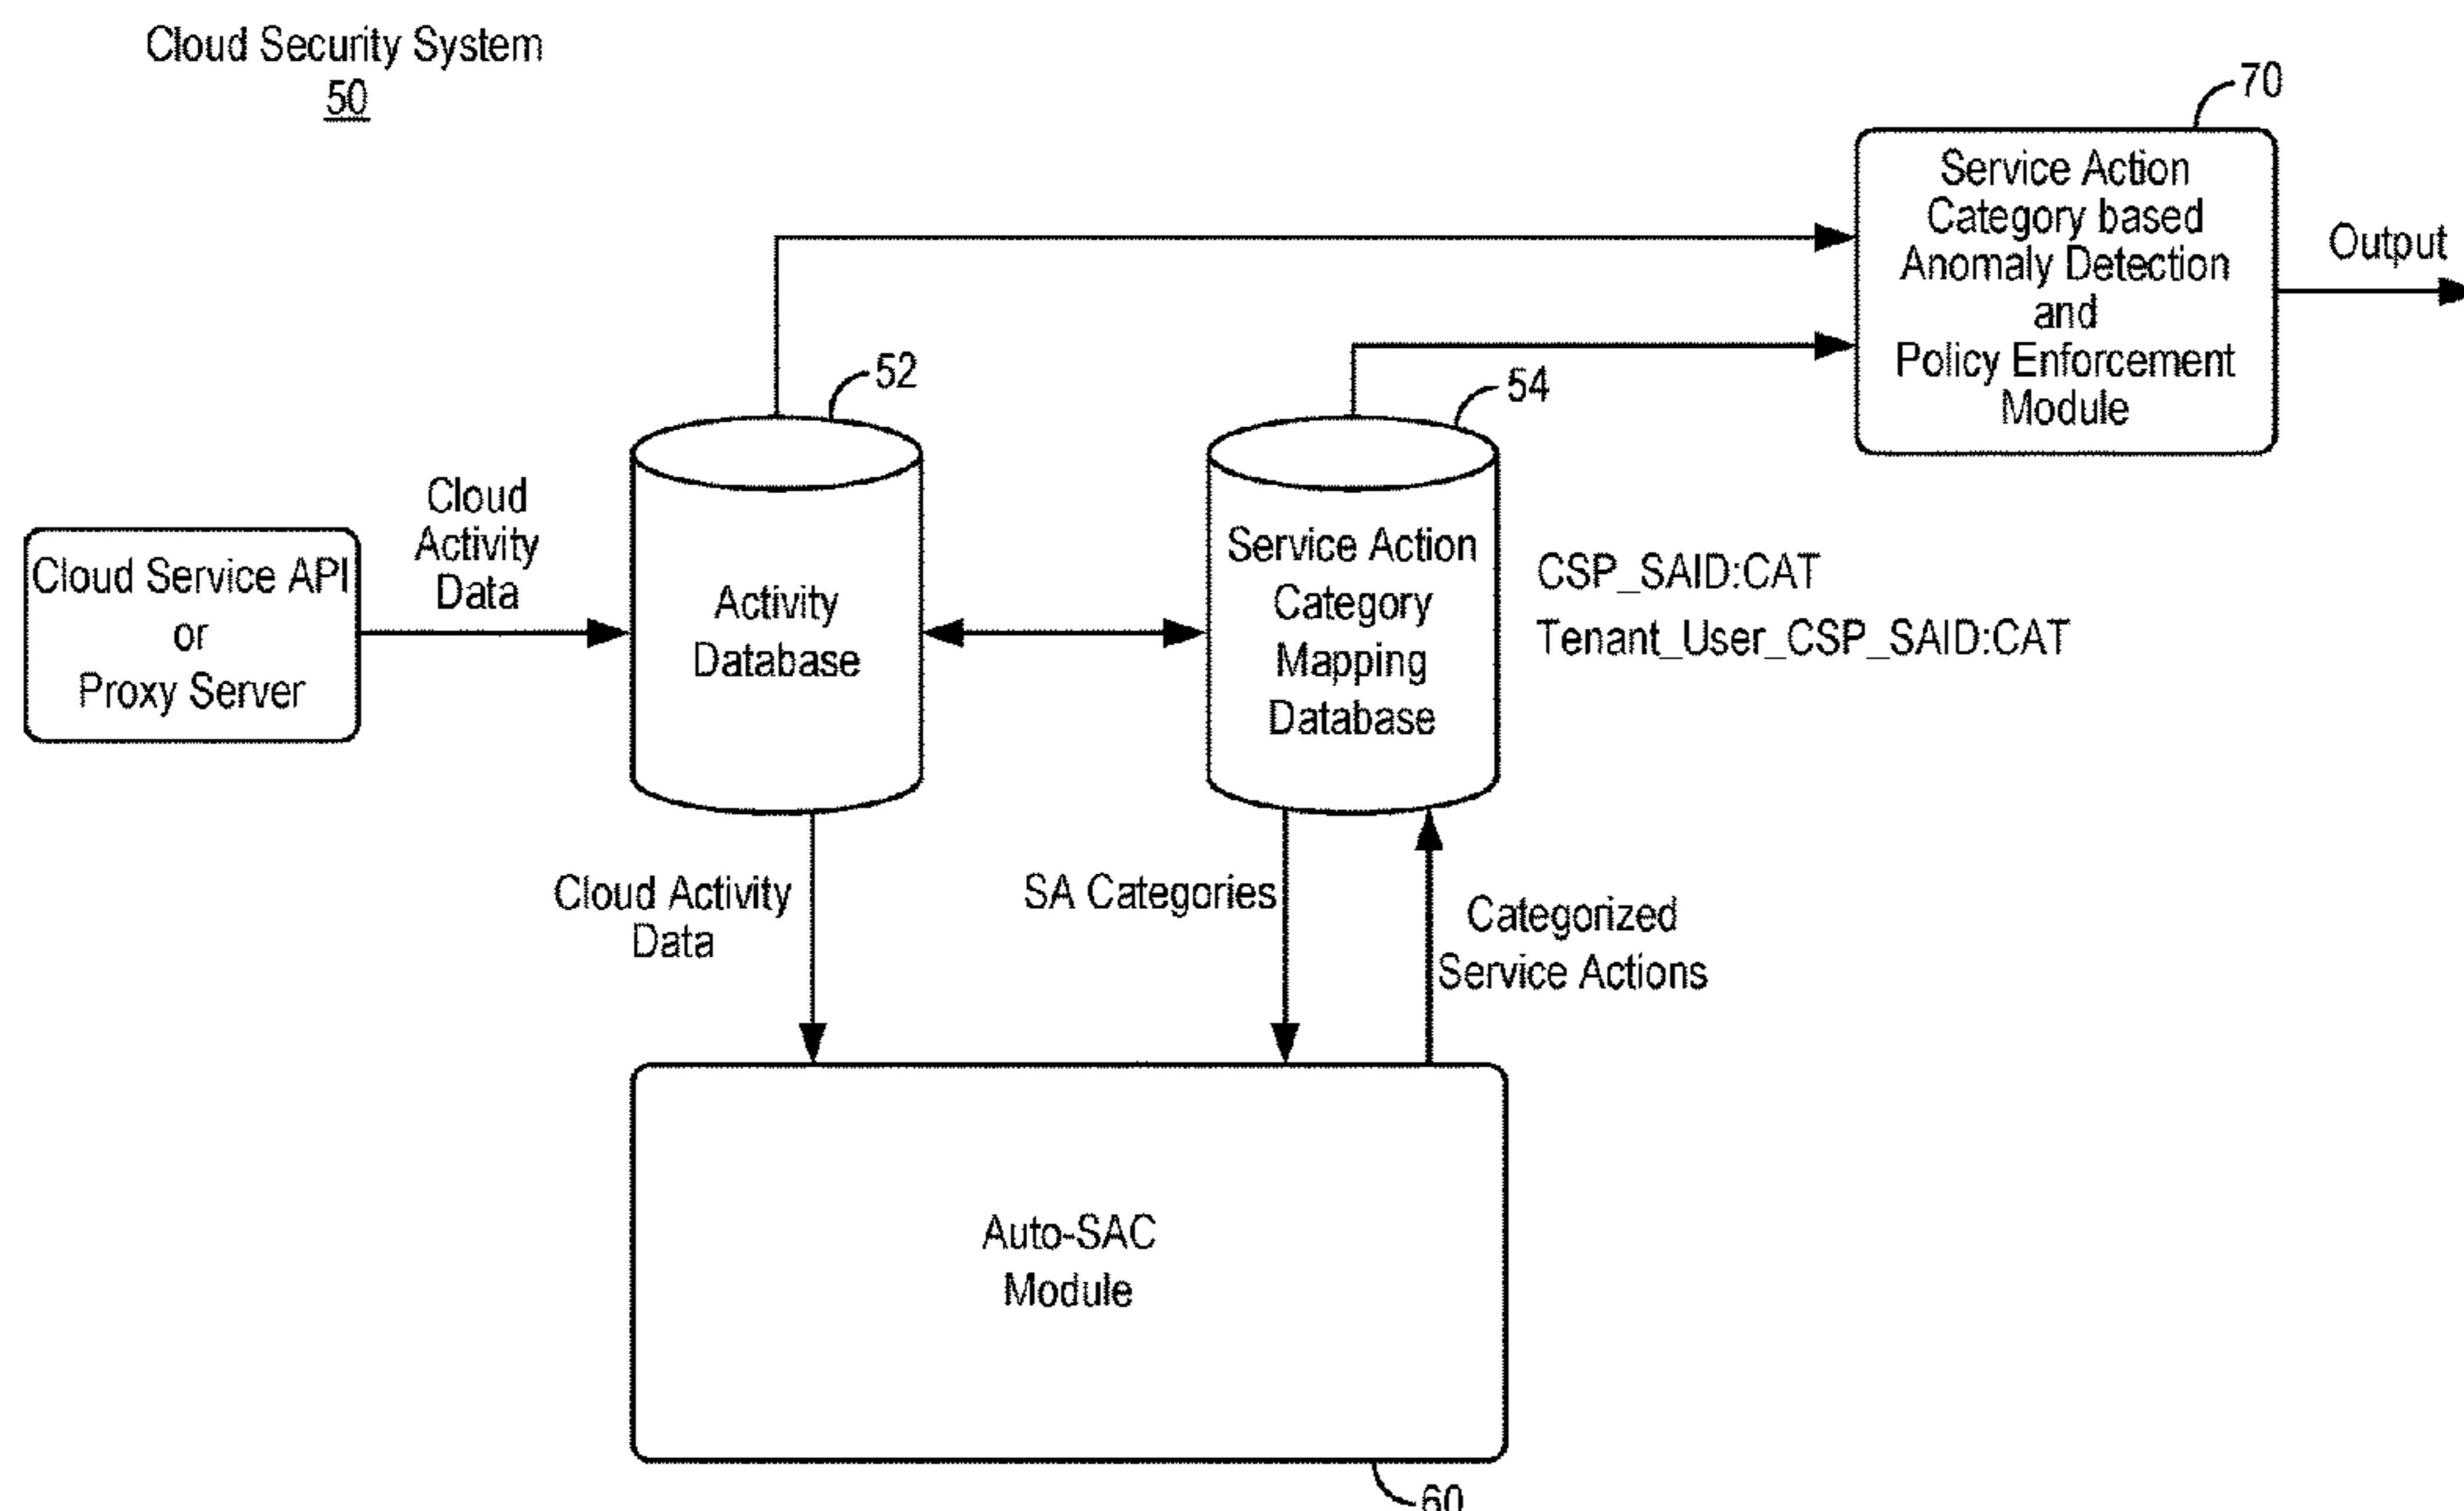 Cloud Security System
50
70
Service Action
Category based
Anomaly Detection
and
Policy Enforcement
Module
Output
52
54
Cloud
Activity
Data
Cloud Service API
or
Proxy Server
Activity
Database
Service Action
Category
Mapping
Database
CSP_SAID:CAT
Tenant_User_CSP_SAID:CAT
Cloud Activity
Data
SA Categories
Categorized
Service Actions
Auto-SAC
Module
60